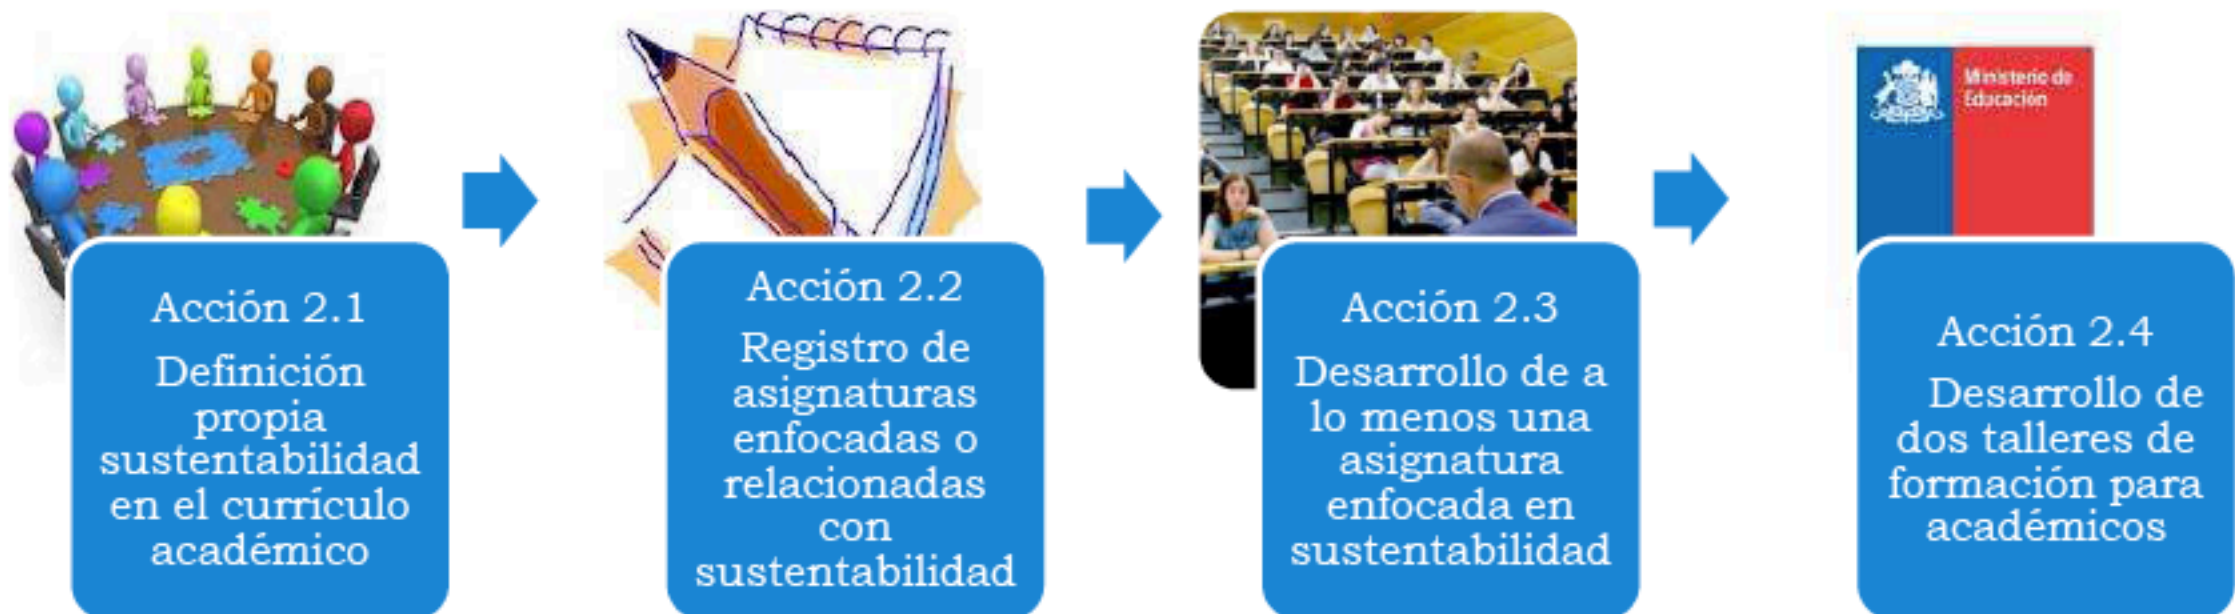 Acción 2.1
Definición
propia
sustentabilidad
en el currículo
académico
Acción 2.2
Registro de
asignaturas
enfocadas o
relacionadas
con
sustentabilidad
Acción 2.3
Desarrollo de a
lo menos una
asignatura
enfocada en
sustentabilidad
Ministerio de
Educación
Acción 2.4
Desarrollo de
dos talleres de
formación para
académicos